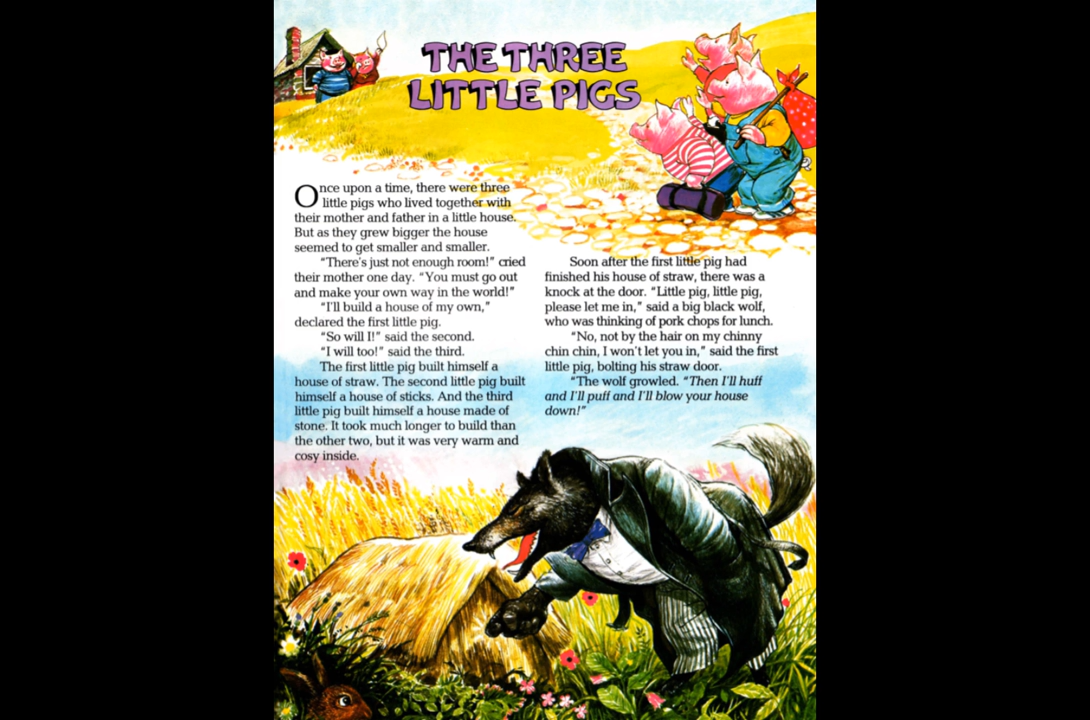 THE THREE
LITTLE PIGS
Once upon a time, there were three
little pigs who lived together with
their mother and father in a little house.
But as they grew bigger the house
seemed to get smaller and smaller.
"There's just not enough room!" cried
their mother one day. "You must go out
and make your own way in the world!"
"I'll build a house of my own,"
declared the first little pig.
"So will I!" said the second.
"I will too!" said the third.
The first little pig built himself a
house of straw. The second little pig built
himself a house of sticks. And the third
little pig built himself a house made of
stone. It took much longer to build than
the other two, but it was very warm and
cosy inside.
Soon after the first little pig had
finished his house of straw, there was a
knock at the door. "Little pig, little pig,
please let me in," said a big black wolf,
who was thinking of pork chops for lunch.
"No, not by the hair on my chinny
chin chin, I won't let you in," said the first
little pig, bolting his straw door.
"The wolf growled. "Then I'll huff
and I'll puff and I'll blow your house
down!"